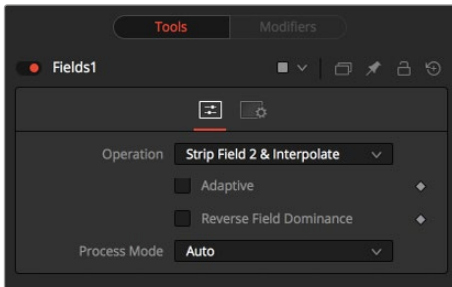 Tools Modifiers
Fields1
Operation Strip Field 2 & Interpolate
Adaptive
Reverse Field Dominance
Process Mode Auto